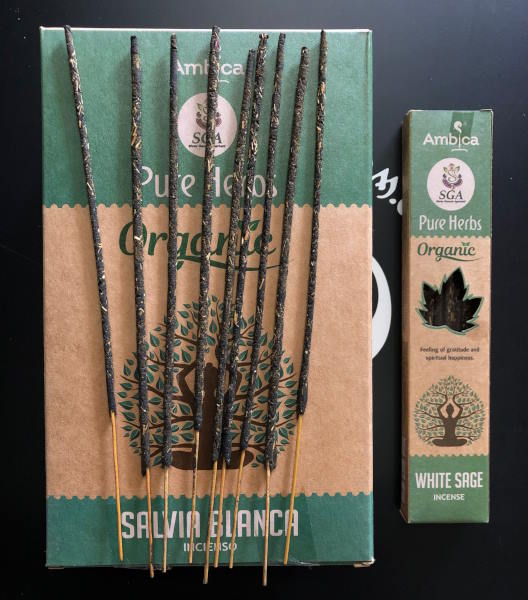 Ambica
SGA
Pure Herbs
Organic
SALVIA BLANCA
INCIENSO
Ambica
SGA
Pure Herbs
Organic
Feeling of gratitude and
spiritual happiness.
WHITE SAGE
INCENSE